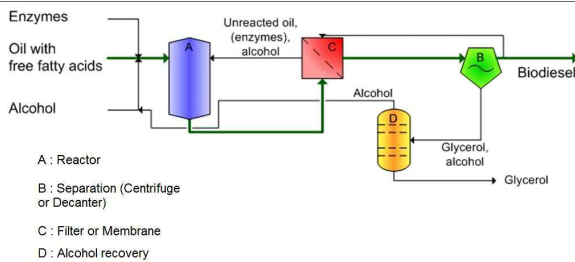 Enzymes
Oil with
free fatty acids
Alcohol
A
Unreacted oil,
(enzymes),
alcohol
C
B
Biodiesel
Alcohol
D
Glycerol,
alcohol
Glycerol
A : Reactor
B : Separation (Centrifuge
or Decanter)
C : Filter or Membrane
D : Alcohol recovery